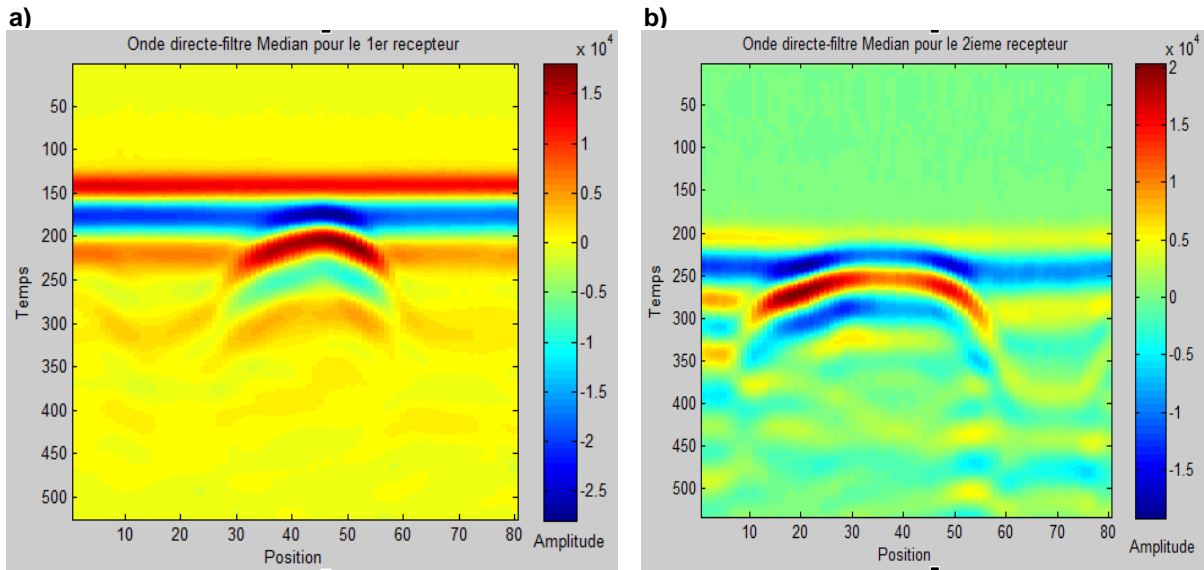 a)
Onde directe-filtre Median pour le 1er recepteur
x 10^4
50
100
150
200
250
300
350
400
450
500
Temps
10 20 30 40 50 60 70 80
Position
1.5
1
0.5
0
-0.5
-1
-1.5
-2
-2.5
Amplitude
b)
Onde directe-filtre Median pour le 2ieme recepteur
x 10^4
50
100
150
200
250
300
350
400
450
500
Temps
10 20 30 40 50 60 70 80
Position
2
1.5
1
0.5
0
-0.5
-1
-1.5
Amplitude